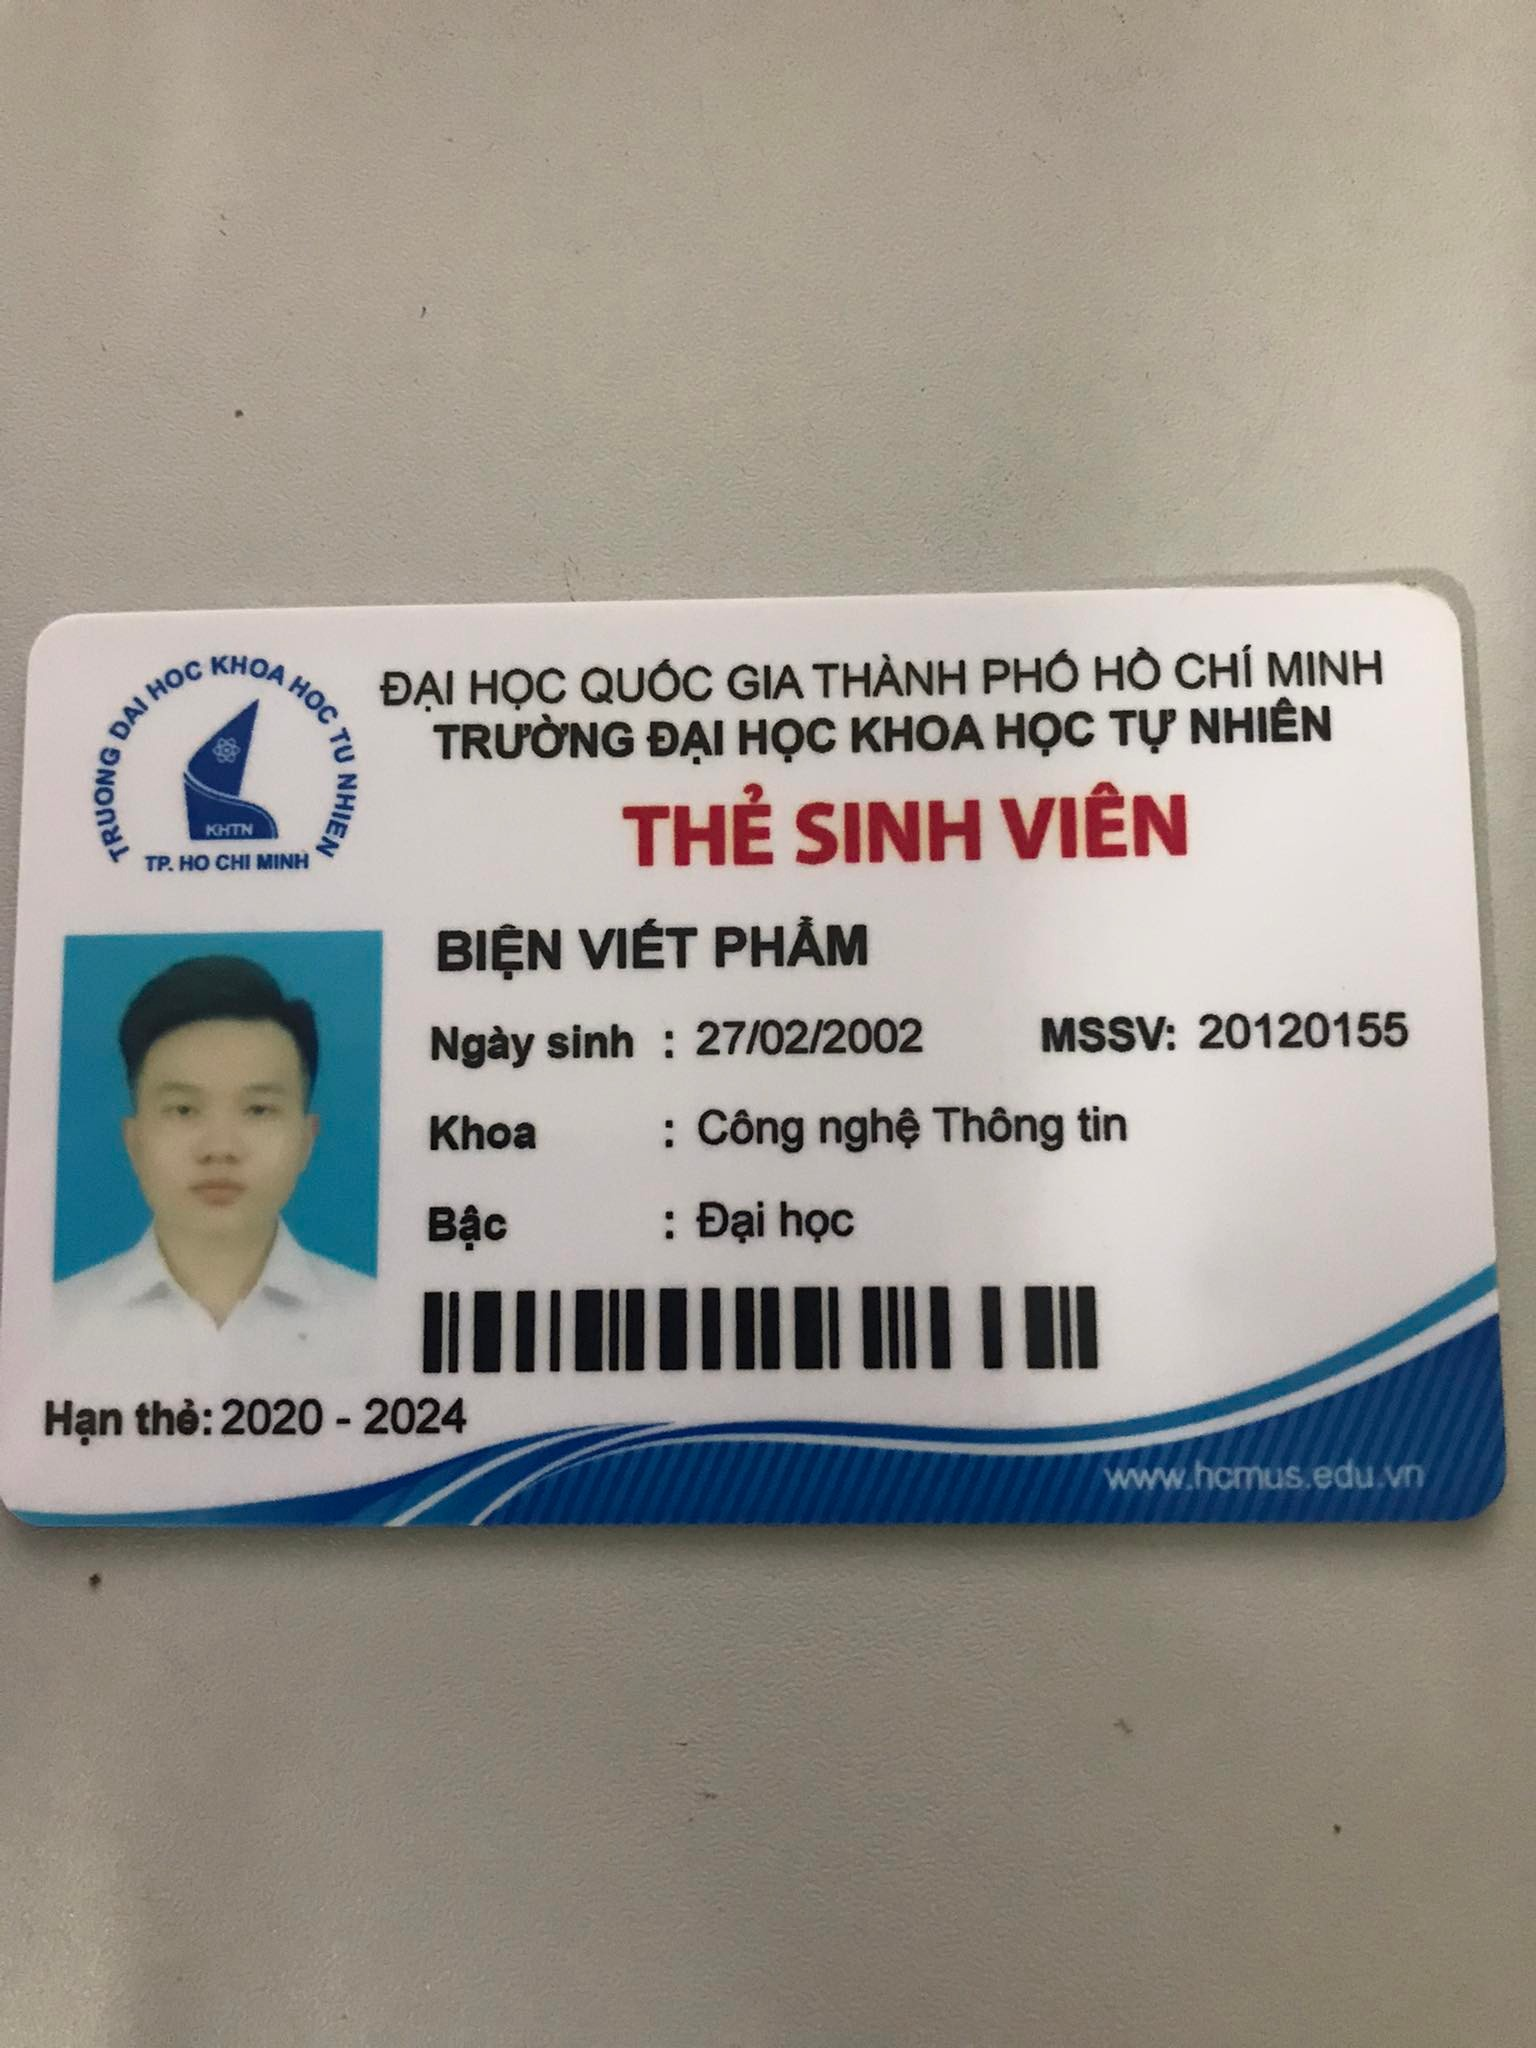 TRUONG DAI HOC KHOA HOC TU NHIEN
KHTN
TP. HO CHI MINH
ĐẠI HỌC QUỐC GIA THÀNH PHỐ HỒ CHÍ MINH
TRƯỜNG ĐẠI HỌC KHOA HỌC TỰ NHIÊN
THẺ SINH VIÊN
BIỆN VIẾT PHẨM
Ngày sinh : 27/02/2002 MSSV: 20120155
Khoa : Công nghệ Thông tin
Bậc : Đại học
Hạn thẻ: 2020 - 2024
www.hcmus.edu.vn